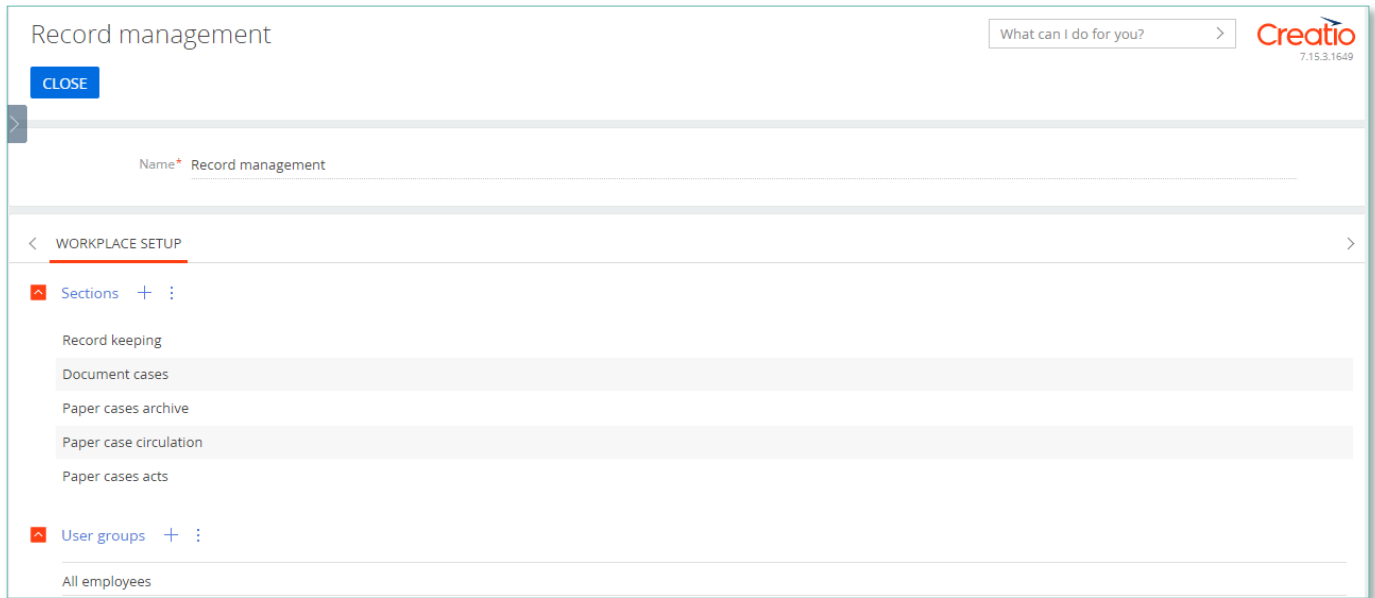 Record management
What can I do for you?
Creatio
7.15.3.1649
CLOSE
Name* Record management
WORKPLACE SETUP
Sections
Record keeping
Document cases
Paper cases archive
Paper case circulation
Paper cases acts
User groups
All employees